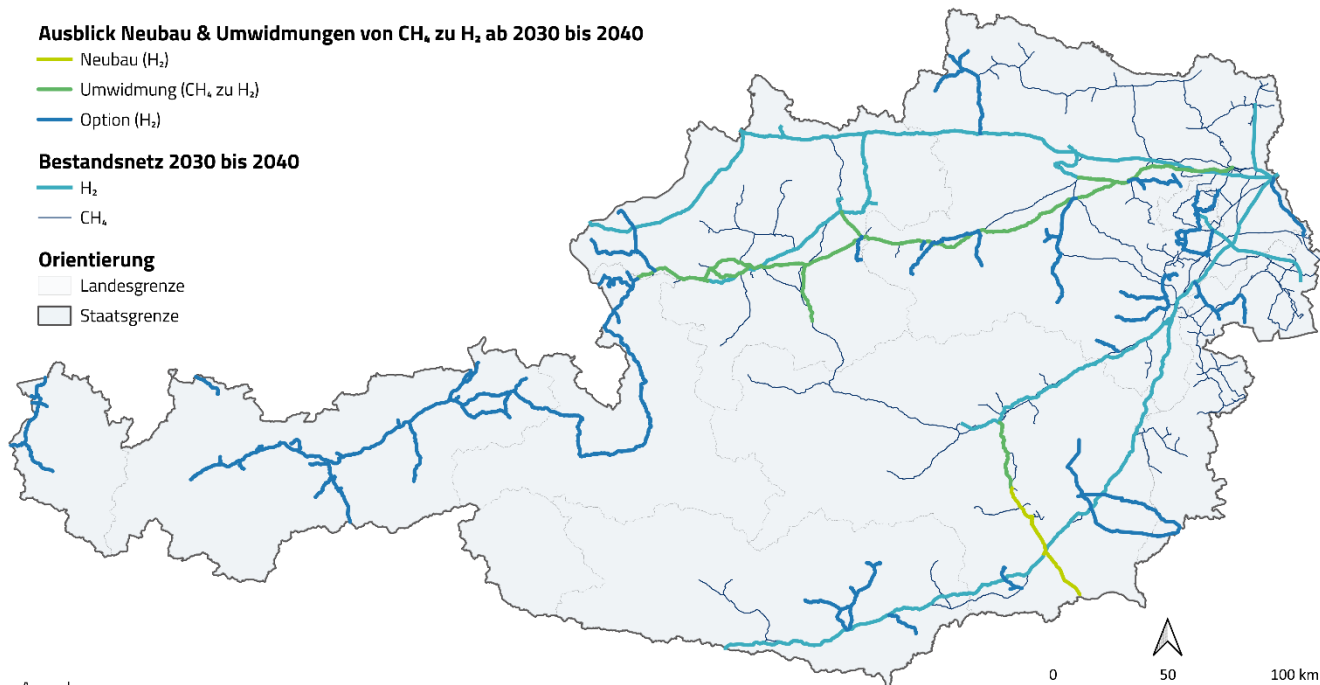 Ausblick Neubau & Umwidmungen von CH₄ zu H₂ ab 2030 bis 2040
Neubau (H₂)
Umwidmung (CH₄ zu H₂)
Option (H₂)
Bestandsnetz 2030 bis 2040
H₂
CH₄
Orientierung
Landesgrenze
Staatsgrenze
0 50 100 km